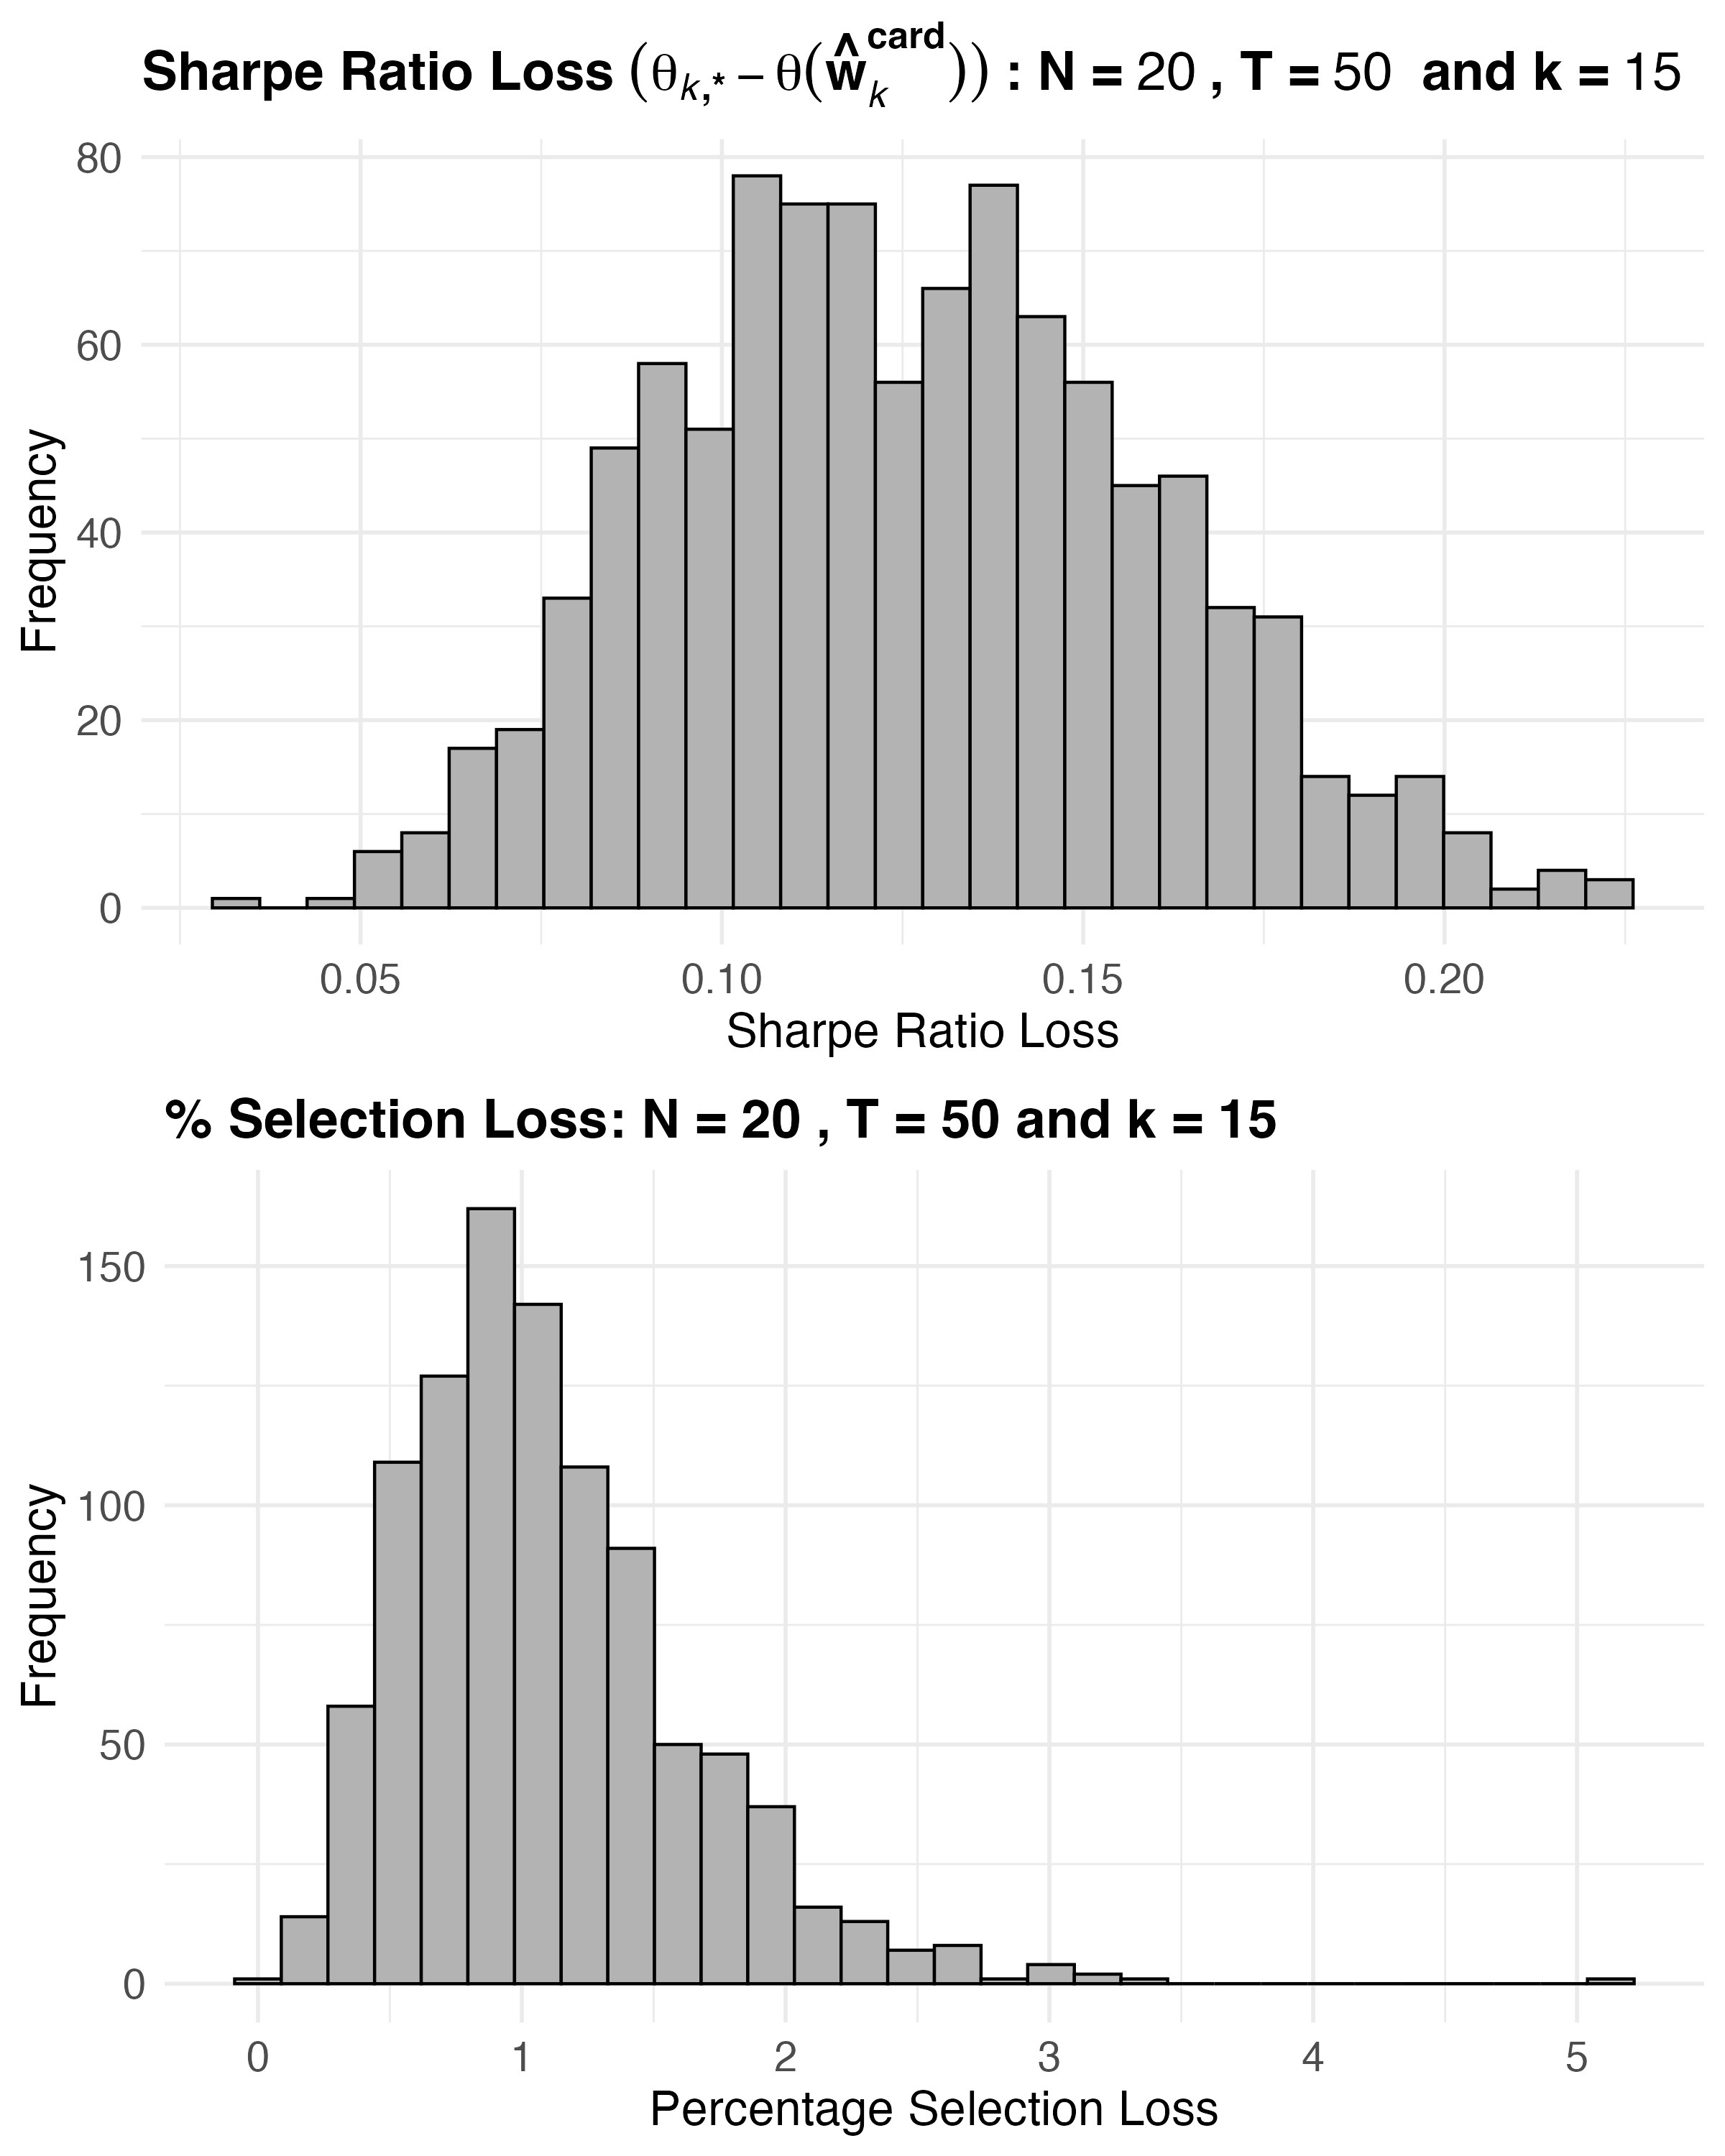 Sharpe Ratio Loss (θk,* − θ(ŵk^card)) : N = 20 , T = 50 and k = 15
80
60
40
20
0
Frequency
0.05 0.10 0.15 0.20
Sharpe Ratio Loss
% Selection Loss: N = 20 , T = 50 and k = 15
150
100
50
0
Frequency
0 1 2 3 4 5
Percentage Selection Loss